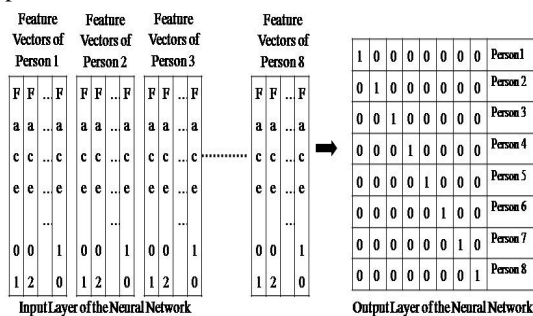 Feature Vectors of Person 1
Feature Vectors of Person 2
Feature Vectors of Person 3
Feature Vectors of Person 8
F F ... F F F ... F F F ... F F F ... F
a a ... a a a ... a a a ... a a a ... a
c c ... c c c ... c c c ... c ........... c c ... c
e e ... e e e ... e e e ... e e e ... e
... ... ... ...
0 0 1 0 0 1 0 0 1 0 0 1
1 2 0 1 2 0 1 2 0 1 2 0
Input Layer of the Neural Network
1 0 0 0 0 0 0 0 Person1
0 1 0 0 0 0 0 0 Person 2
0 0 1 0 0 0 0 0 Person 3
0 0 0 1 0 0 0 0 Person 4
0 0 0 0 1 0 0 0 Person 5
0 0 0 0 0 1 0 0 Person 6
0 0 0 0 0 0 1 0 Person 7
0 0 0 0 0 0 0 1 Person 8
Output Layer of the Neural Network